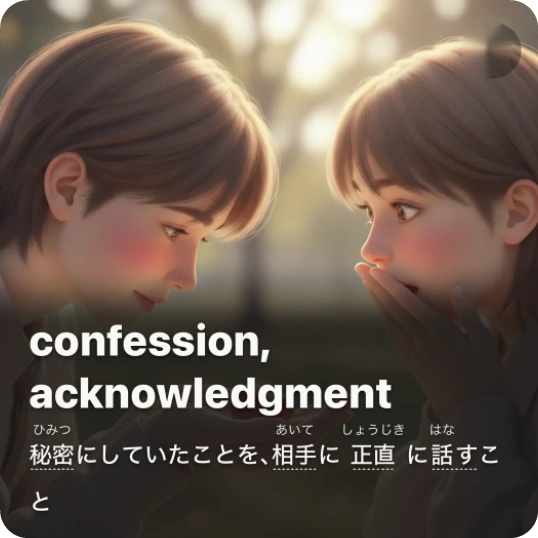 confession,
acknowledgment
ひみつ あいて しょうじき はな
秘密にしていたことを、相手に 正直 に話すこ
と